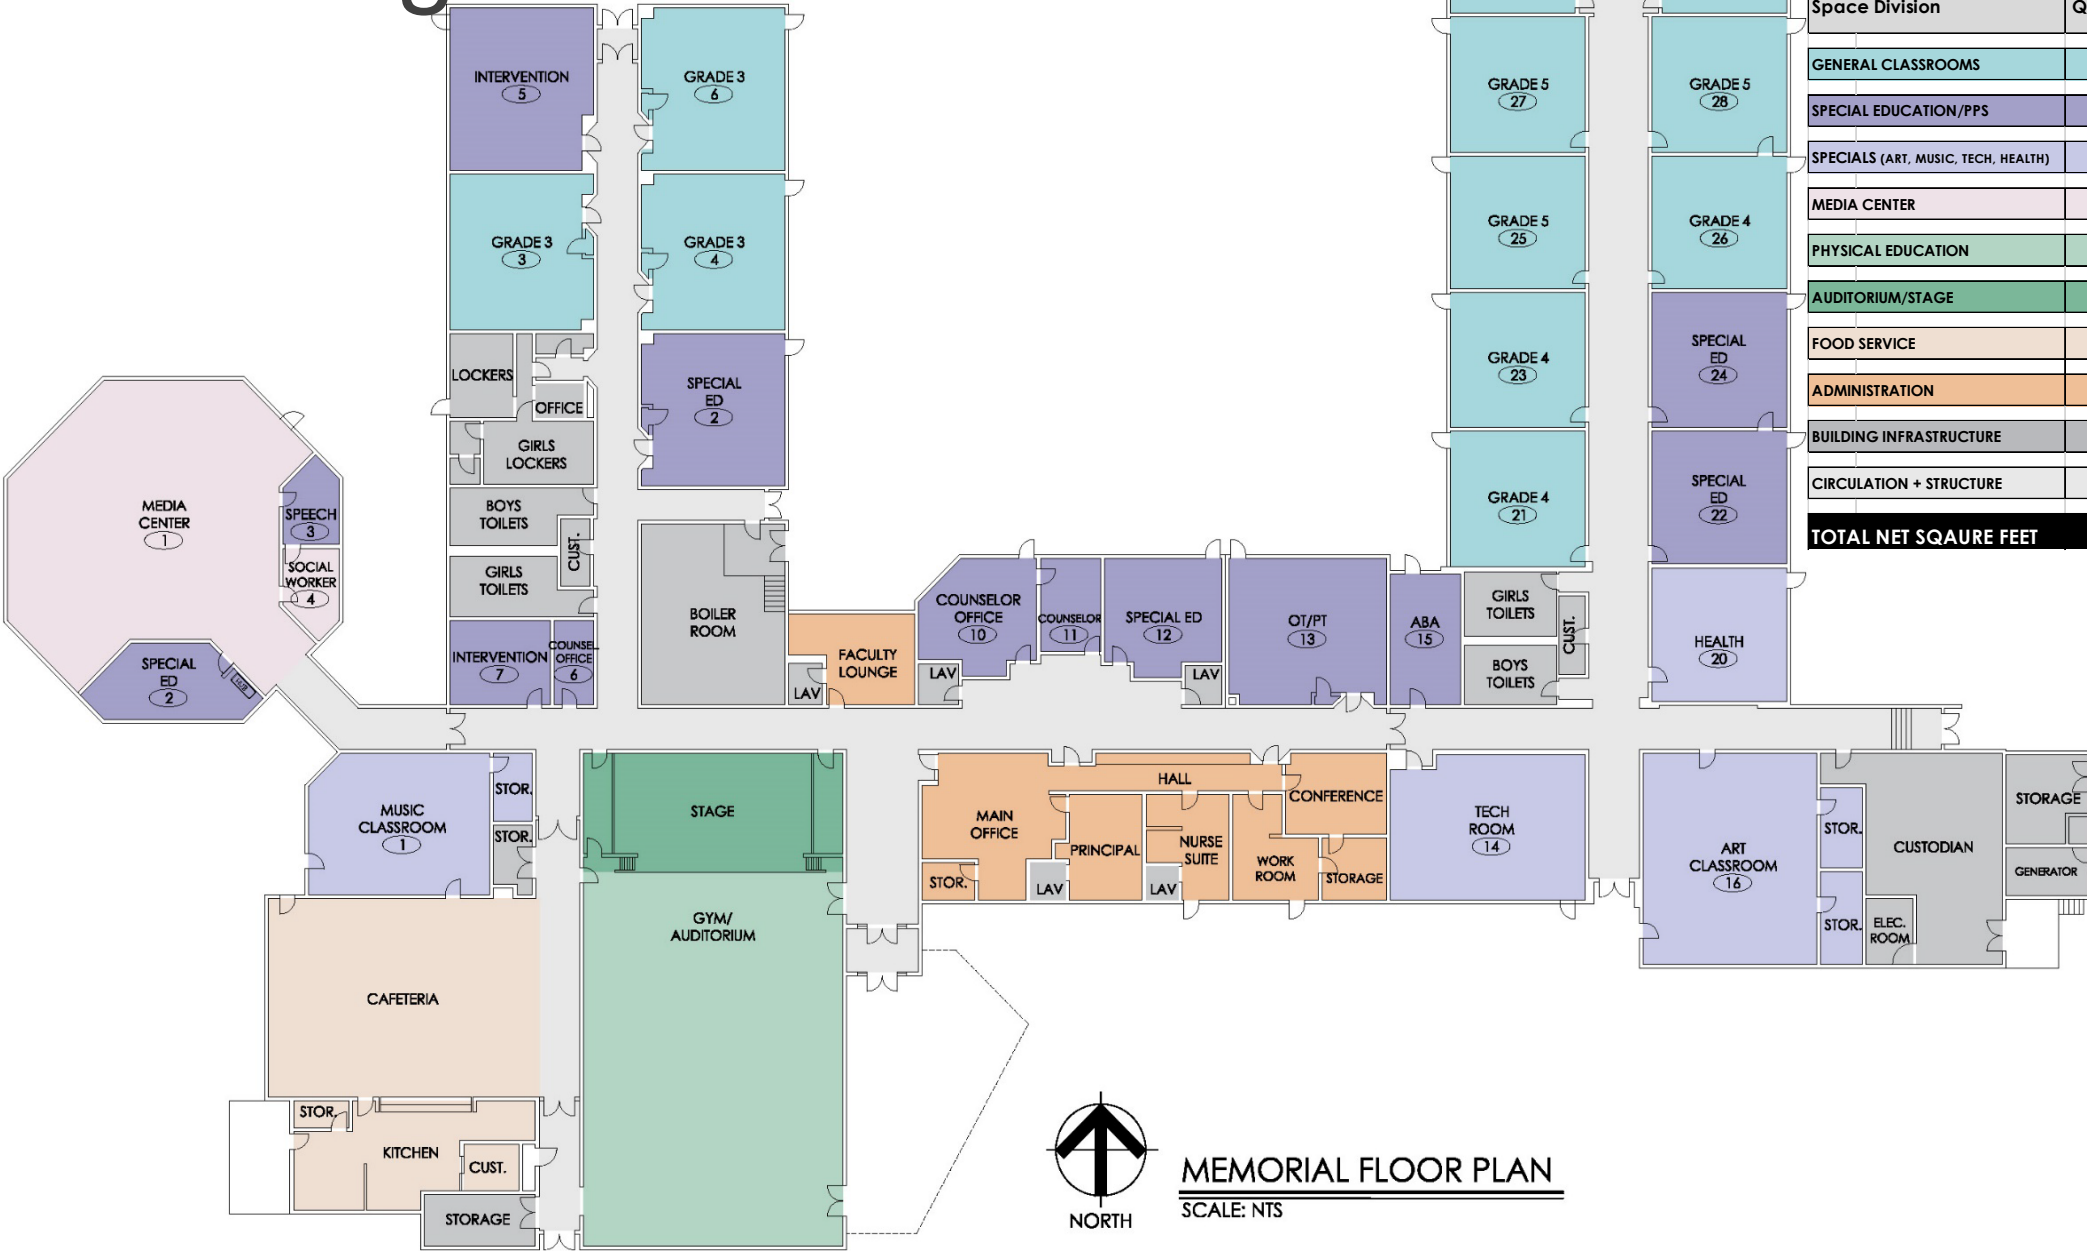 g
Space Division
Q
GENERAL CLASSROOMS
SPECIAL EDUCATION/PPS
SPECIALS (ART, MUSIC, TECH, HEALTH)
MEDIA CENTER
PHYSICAL EDUCATION
AUDITORIUM/STAGE
FOOD SERVICE
ADMINISTRATION
BUILDING INFRASTRUCTURE
CIRCULATION + STRUCTURE
TOTAL NET SQAURE FEET
INTERVENTION
5
GRADE 3
6
GRADE 3
3
GRADE 3
4
LOCKERS
OFFICE
GIRLS
LOCKERS
SPECIAL
ED
2
BOYS
TOILETS
CUST.
GIRLS
TOILETS
BOILER
ROOM
INTERVENTION
7
COUNSEL
OFFICE
6
MEDIA
CENTER
1
SPEECH
3
SOCIAL
WORKER
4
SPECIAL
ED
2
GRADE 5
27
GRADE 5
28
GRADE 5
25
GRADE 4
26
GRADE 4
23
SPECIAL
ED
24
GRADE 4
21
SPECIAL
ED
22
LAV
FACULTY
LOUNGE
COUNSELOR
OFFICE
10
LAV
COUNSELOR
11
SPECIAL ED
12
LAV
OT/PT
13
ABA
15
GIRLS
TOILETS
CUST.
BOYS
TOILETS
HEALTH
20
MUSIC
CLASSROOM
1
STOR.
STOR.
STAGE
GYM/
AUDITORIUM
MAIN
OFFICE
STOR.
LAV
HALL
PRINCIPAL
LAV
NURSE
SUITE
WORK
ROOM
CONFERENCE
STORAGE
TECH
ROOM
14
ART
CLASSROOM
16
STOR.
STOR.
CUSTODIAN
ELEC.
ROOM
STORAGE
GENERATOR
CAFETERIA
STOR.
KITCHEN
CUST.
STORAGE
NORTH
MEMORIAL FLOOR PLAN
SCALE: NTS